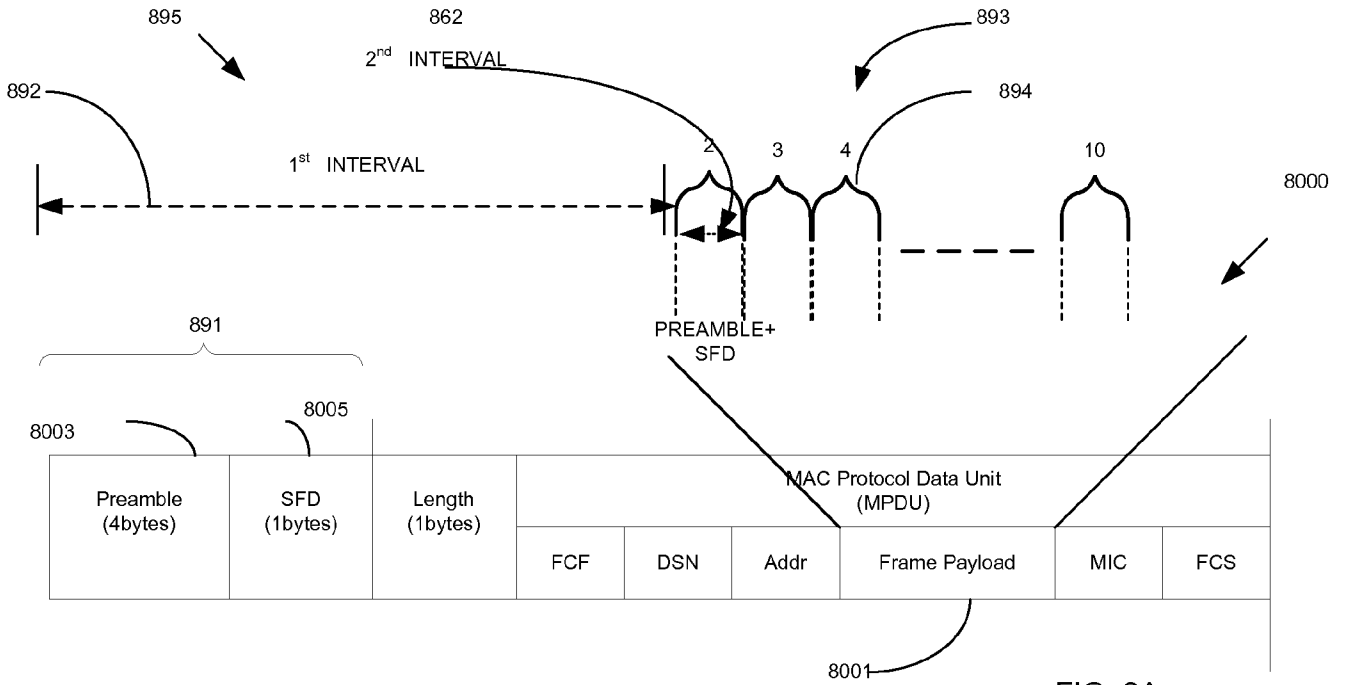 895
862
893
2nd INTERVAL
892
894
1st INTERVAL
2
3
4
10
8000
PREAMBLE+
SFD
891
8003
8005
Preamble
(4bytes)
SFD
(1bytes)
Length
(1bytes)
MAC Protocol Data Unit
(MPDU)
FCF
DSN
Addr
Frame Payload
MIC
FCS
8001